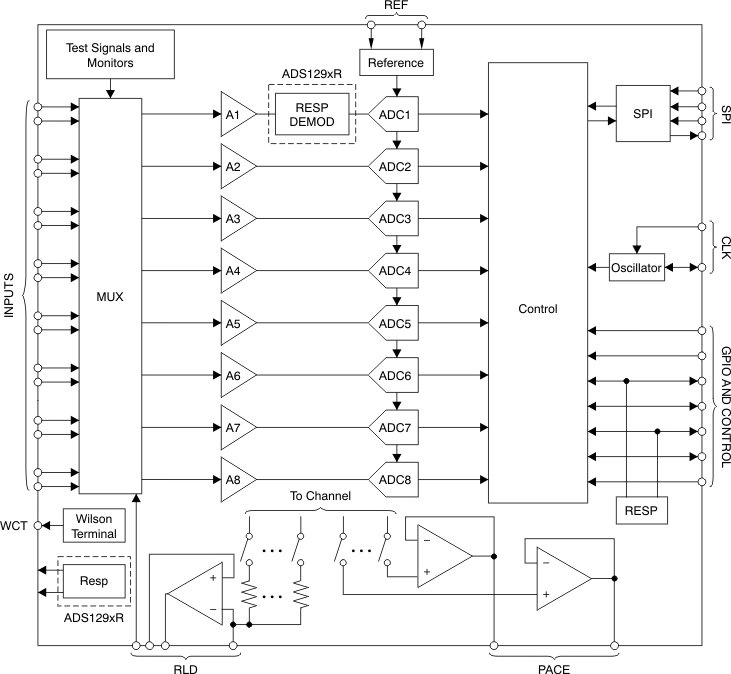 REF
Test Signals and
Monitors
Reference
ADS129xR
RESP
DEMOD
A1
ADC1
SPI
SPI
A2
ADC2
A3
ADC3
CLK
A4
ADC4
Oscillator
INPUTS
MUX
Control
A5
ADC5
A6
ADC6
GPIO AND CONTROL
A7
ADC7
A8
ADC8
To Channel
RESP
WCT
Wilson
Terminal
Resp
ADS129xR
+
−
−
+
−
+
RLD
PACE